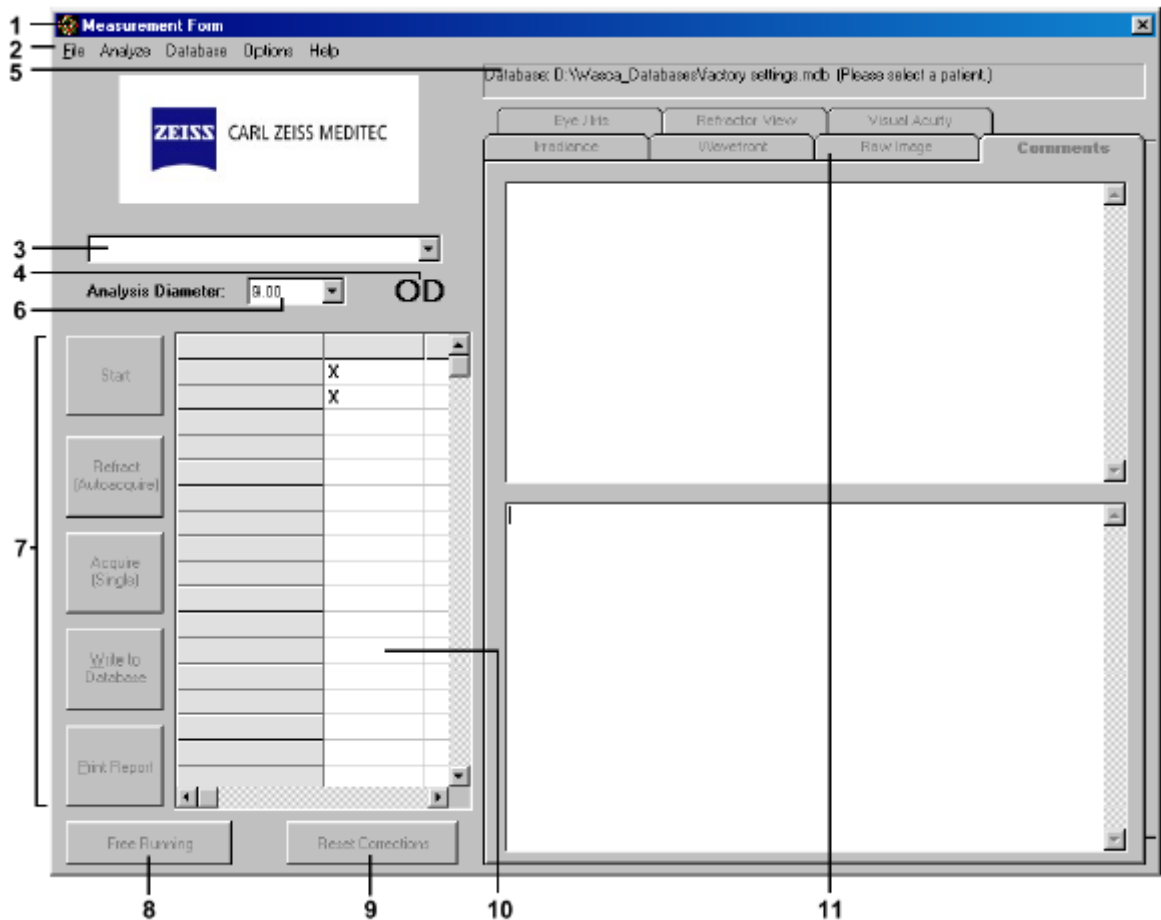 1 Measurement Form
2 File Analyze Database Options Help
5 Database: D:\Wasca_Databases\factory settings.mdb (Please select a patient.)
ZEISS CARL ZEISS MEDITEC
Eye / Iris Refractor View Visual Acuity
Irradiance Wavefront Raw Image Comments
3
4
Analysis Diameter: 9.00 OD
6
Start
X
X
Refract
(Autoacquire)
7
Acquire
(Single)
Write to
Database
Print Report
Free Running Reset Corrections
8 9 10 11